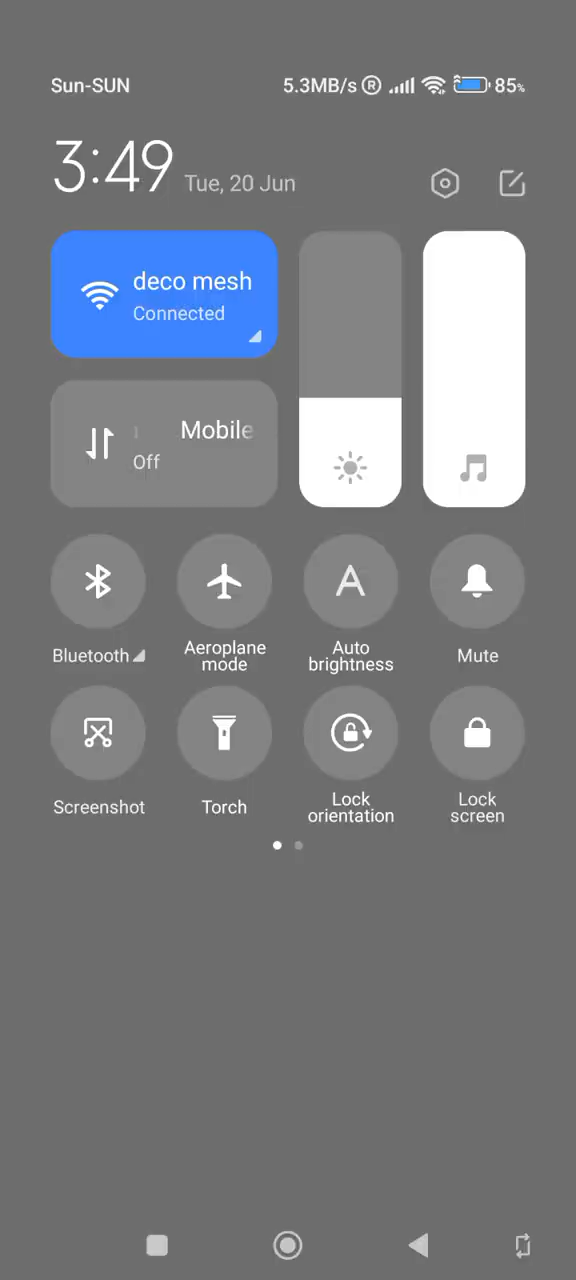 Sun-SUN 5.3MB/s R 85%
3:49 Tue, 20 Jun
deco mesh
Connected
Mobile
Off
A
Bluetooth Aeroplane mode Auto brightness Mute
Screenshot Torch Lock orientation Lock screen